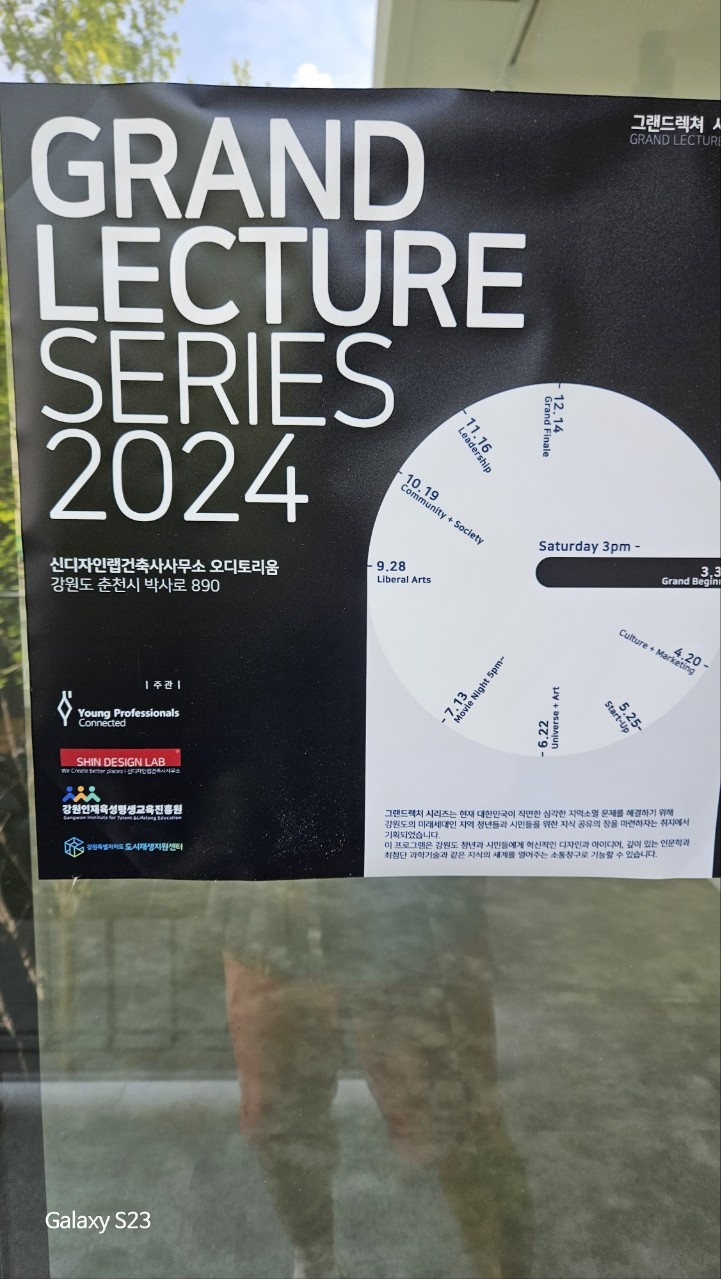 GRAND
LECTURE
SERIES
2024
그랜드렉쳐
GRAND LECTURE
신디자인랩건축사사무소 오디토리움
강원도 춘천시 박사로 890
12.14
Grand Finale
11.16
Leadership
10.19
Community + Society
9.28
Liberal Arts
Saturday 3pm -
3.3
Grand Begin
4.20
Culture + Marketing
5.25
Start-Up
6.22
Universe + Art
7.13
Movie Night 5pm-
| 주관 |
Young Professionals
Connected
SHIN DESIGN LAB
We Create better places | 신디자인랩건축사사무소
강원인재육성평생교육진흥원
Gangwon Institute for Talent & Lifelong Education
강원특별자치도 도시재생지원센터
그랜드렉처 시리즈는 현재 대한민국이 직면한 심각한 지역소멸 문제를 해결하기 위해
강원도의 미래세대인 지역 청년들과 시민들을 위한 지식 공유의 장을 마련하자는 취지에서
기획되었습니다.
이 프로그램은 강원도 청년과 시민들에게 혁신적인 디자인과 아이디어, 깊이 있는 인문학과
최첨단 과학기술과 같은 지식의 세계를 열어주는 소통창구로 기능할 수 있습니다.
Galaxy S23